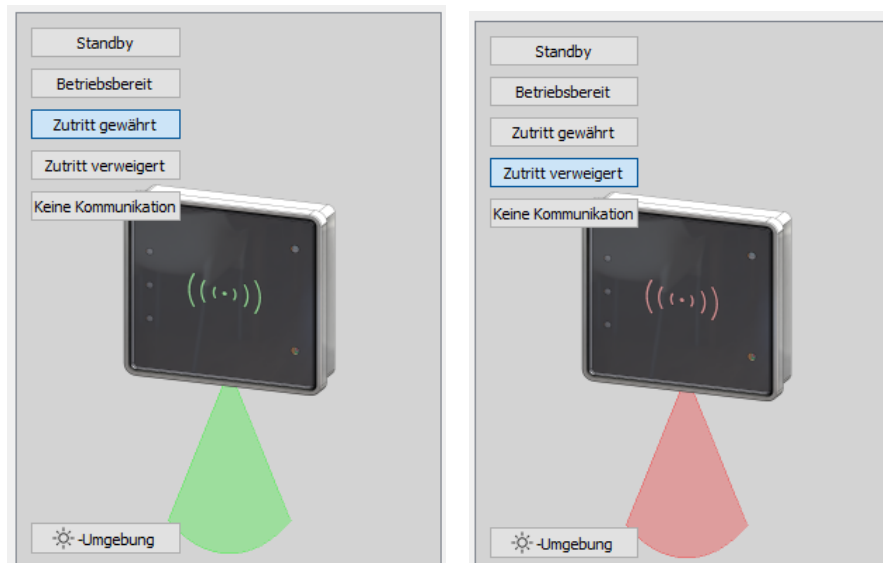 Standby
Betriebsbereit
Zutritt gewährt
Zutritt verweigert
Keine Kommunikation
-Umgebung
Standby
Betriebsbereit
Zutritt gewährt
Zutritt verweigert
Keine Kommunikation
-Umgebung